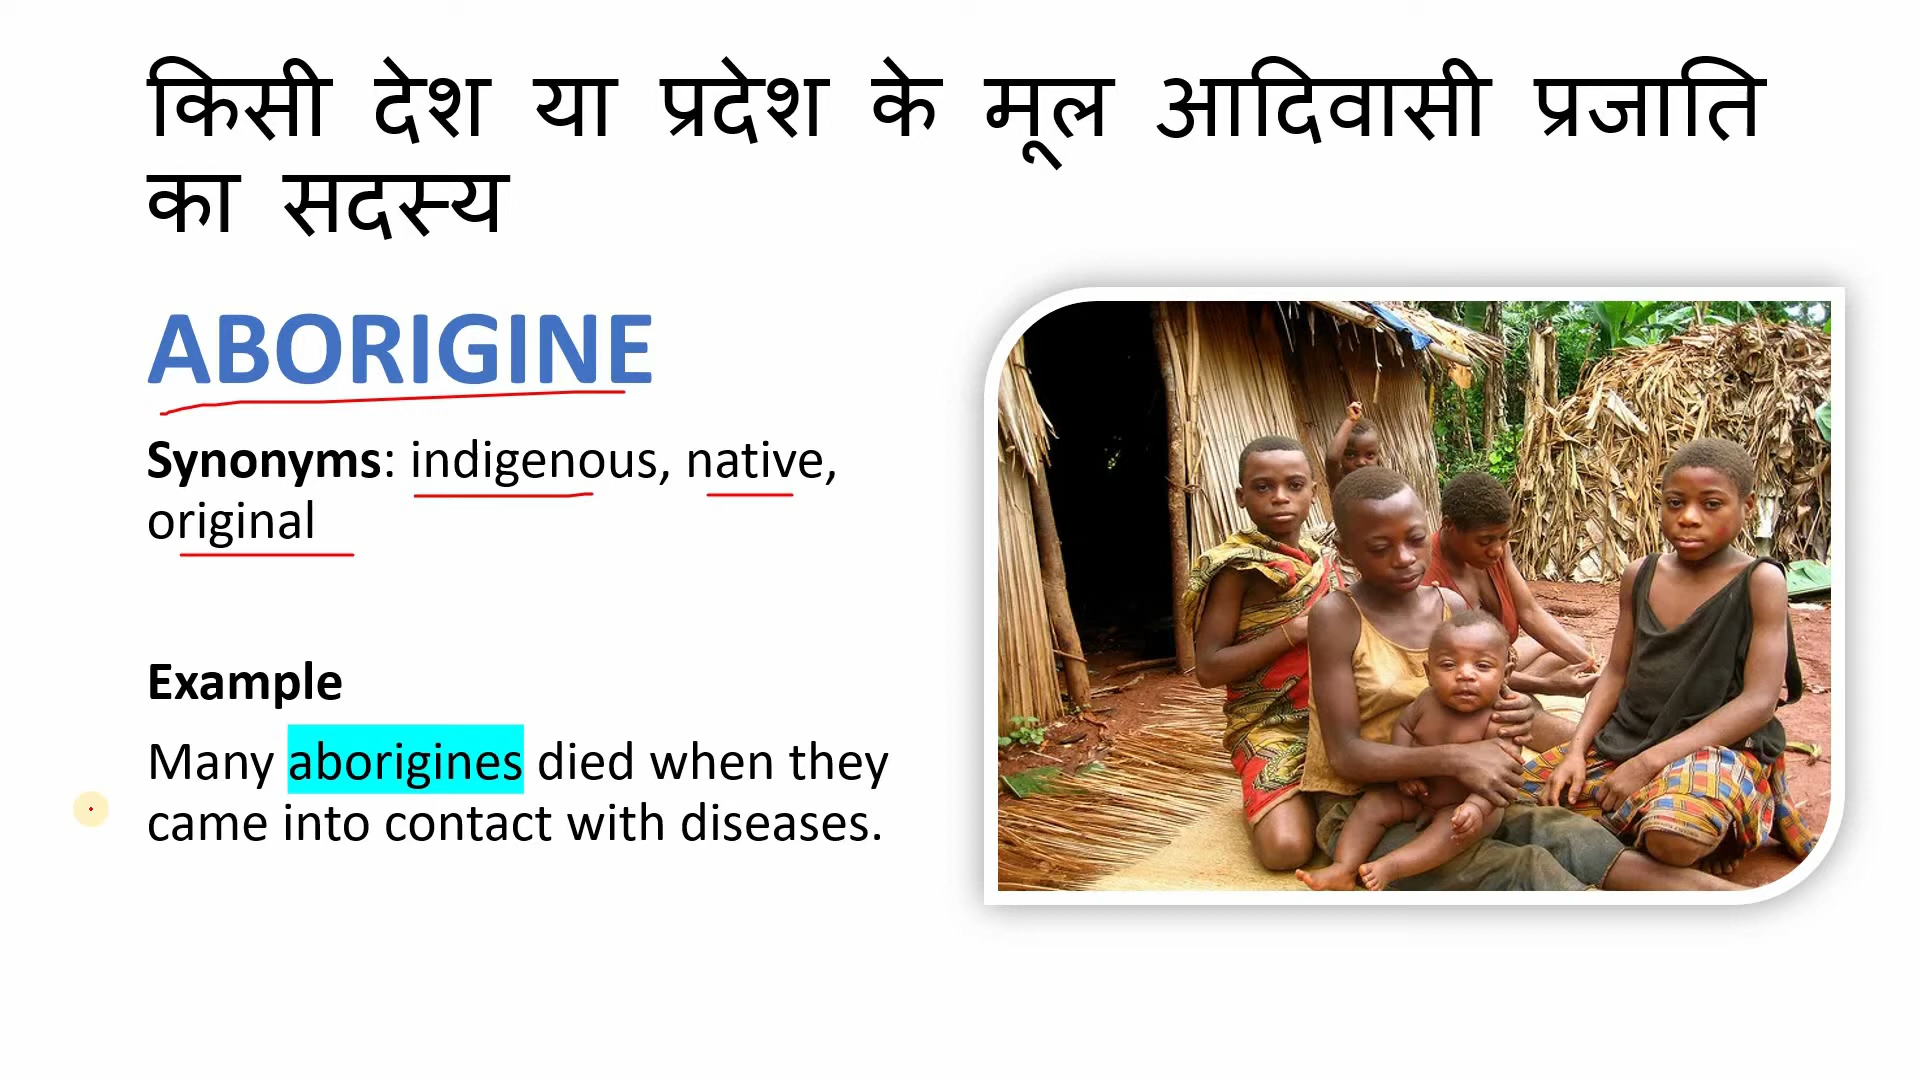 किसी देश या प्रदेश के मूल आदिवासी प्रजाति
का सदस्य
ABORIGINE
Synonyms: indigenous, native,
original
Example
Many aborigines died when they
came into contact with diseases.